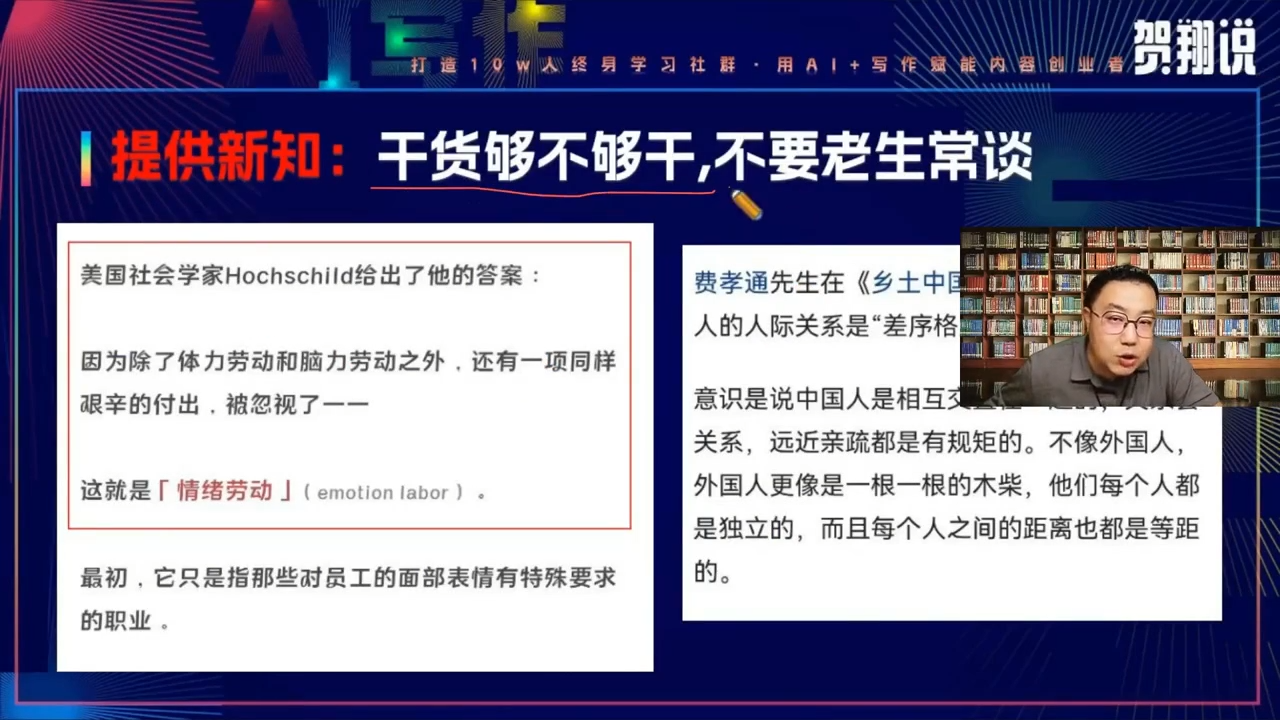 AI写作
贺翔说
打造10w人终身学习社群·用AI+写作赋能内容创业者
提供新知：干货够不够干,不要老生常谈
美国社会学家Hochschild给出了他的答案：
因为除了体力劳动和脑力劳动之外，还有一项同样
艰辛的付出，被忽视了——
这就是「情绪劳动」（emotion labor）。
最初，它只是指那些对员工的面部表情有特殊要求
的职业。
费孝通先生在《乡土中国
人的人际关系是“差序格
意识是说中国人是相互交
关系，远近亲疏都是有规矩的。不像外国人，
外国人更像是一根一根的木柴，他们每个人都
是独立的，而且每个人之间的距离也都是等距
的。